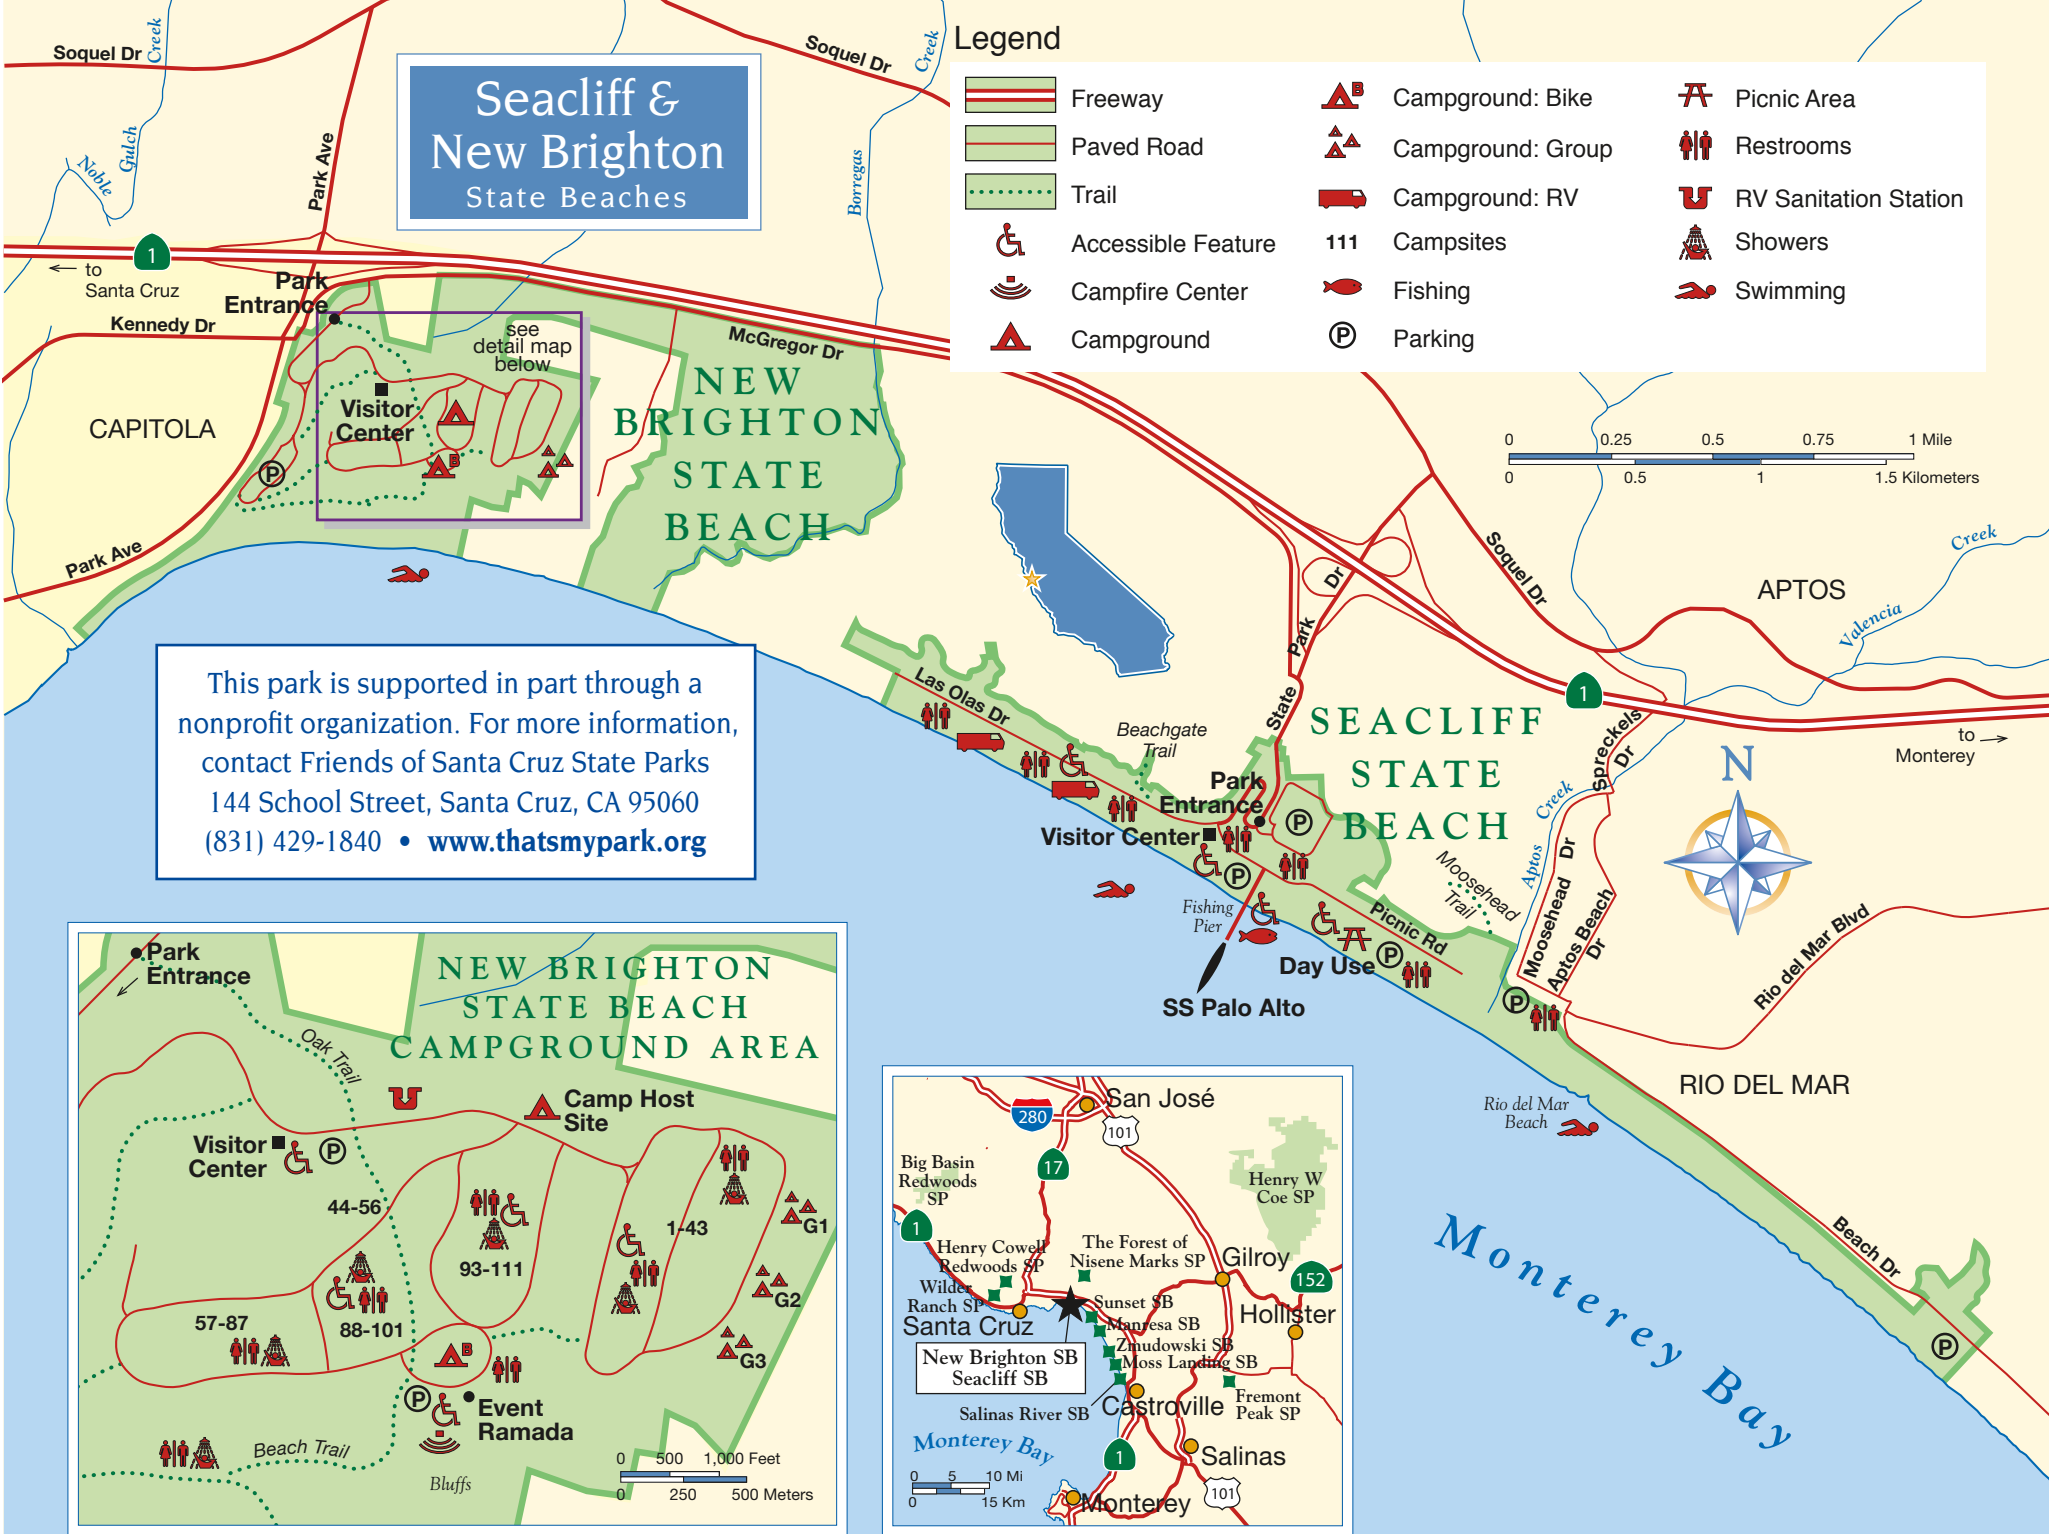 Soquel Dr
Creek
Noble
Gulch
Park Ave
Seacliff &
New Brighton
State Beaches
Soquel Dr
Creek
Borregas
Legend
Freeway
Paved Road
Trail
Accessible Feature
Campfire Center
Campground
B
Campground: Bike
Campground: Group
Campground: RV
111
Campsites
Fishing
P
Parking
Picnic Area
Restrooms
RV Sanitation Station
Showers
Swimming
1
to
Santa Cruz
Park
Entrance
Kennedy Dr
see
detail map
below
McGregor Dr
CAPITOLA
Visitor
Center
B
P
Park Ave
NEW
BRIGHTON
STATE
BEACH
0 0.25 0.5 0.75 1 Mile
0 0.5 1 1.5 Kilometers
Soquel Dr
APTOS
Creek
Valencia
1
to
Monterey
This park is supported in part through a
nonprofit organization. For more information,
contact Friends of Santa Cruz State Parks
144 School Street, Santa Cruz, CA 95060
(831) 429-1840 • www.thatsmypark.org
Las Olas Dr
Beachgate
Trail
State
Park
Dr
SEACLIFF
STATE
BEACH
Park
Entrance
Visitor Center
P
P
Fishing
Pier
SS Palo Alto
Day Use
P
Picnic Rd
Moosehead
Trail
Spreckels
Dr
Aptos
Creek
Moosehead Dr
Aptos Beach
Dr
P
N
Rio del Mar Blvd
RIO DEL MAR
Rio del Mar
Beach
Beach Dr
P
Monterey Bay
Park
Entrance
NEW BRIGHTON
STATE BEACH
CAMPGROUND AREA
Oak Trail
Camp Host
Site
Visitor
Center
P
44-56
93-111
1-43
G1
G2
G3
57-87
88-101
B
P
Event
Ramada
Beach Trail
Bluffs
0 500 1,000 Feet
0 250 500 Meters
San José
280
101
17
Big Basin
Redwoods
SP
Henry W
Coe SP
1
Henry Cowell
Redwoods SP
The Forest of
Nisene Marks SP
Gilroy
152
Wilder
Ranch SP
Santa Cruz
Sunset SB
Manresa SB
Hollister
Zmudowski SB
Moss Landing SB
New Brighton SB
Seacliff SB
Salinas River SB
Castroville
Fremont
Peak SP
Monterey Bay
1
Salinas
101
0 5 10 Mi
0 15 Km
Monterey